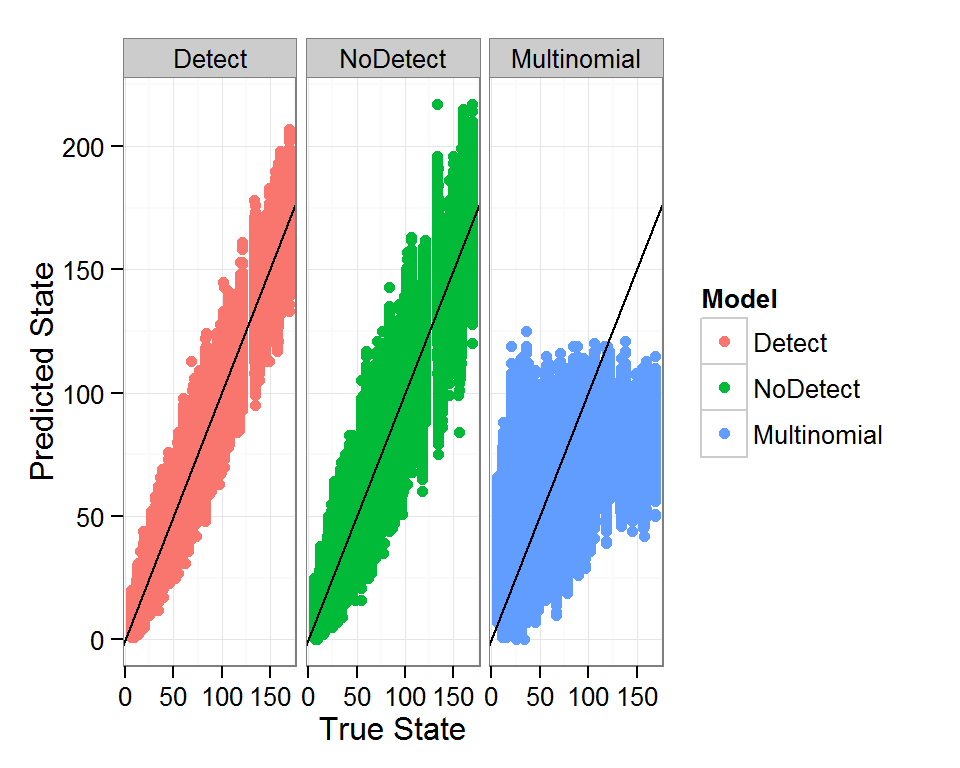 Detect NoDetect Multinomial
Predicted State
200
150
100
50
0
0 50 100 150 0 50 100 150 0 50 100 150
True State
Model
Detect
NoDetect
Multinomial